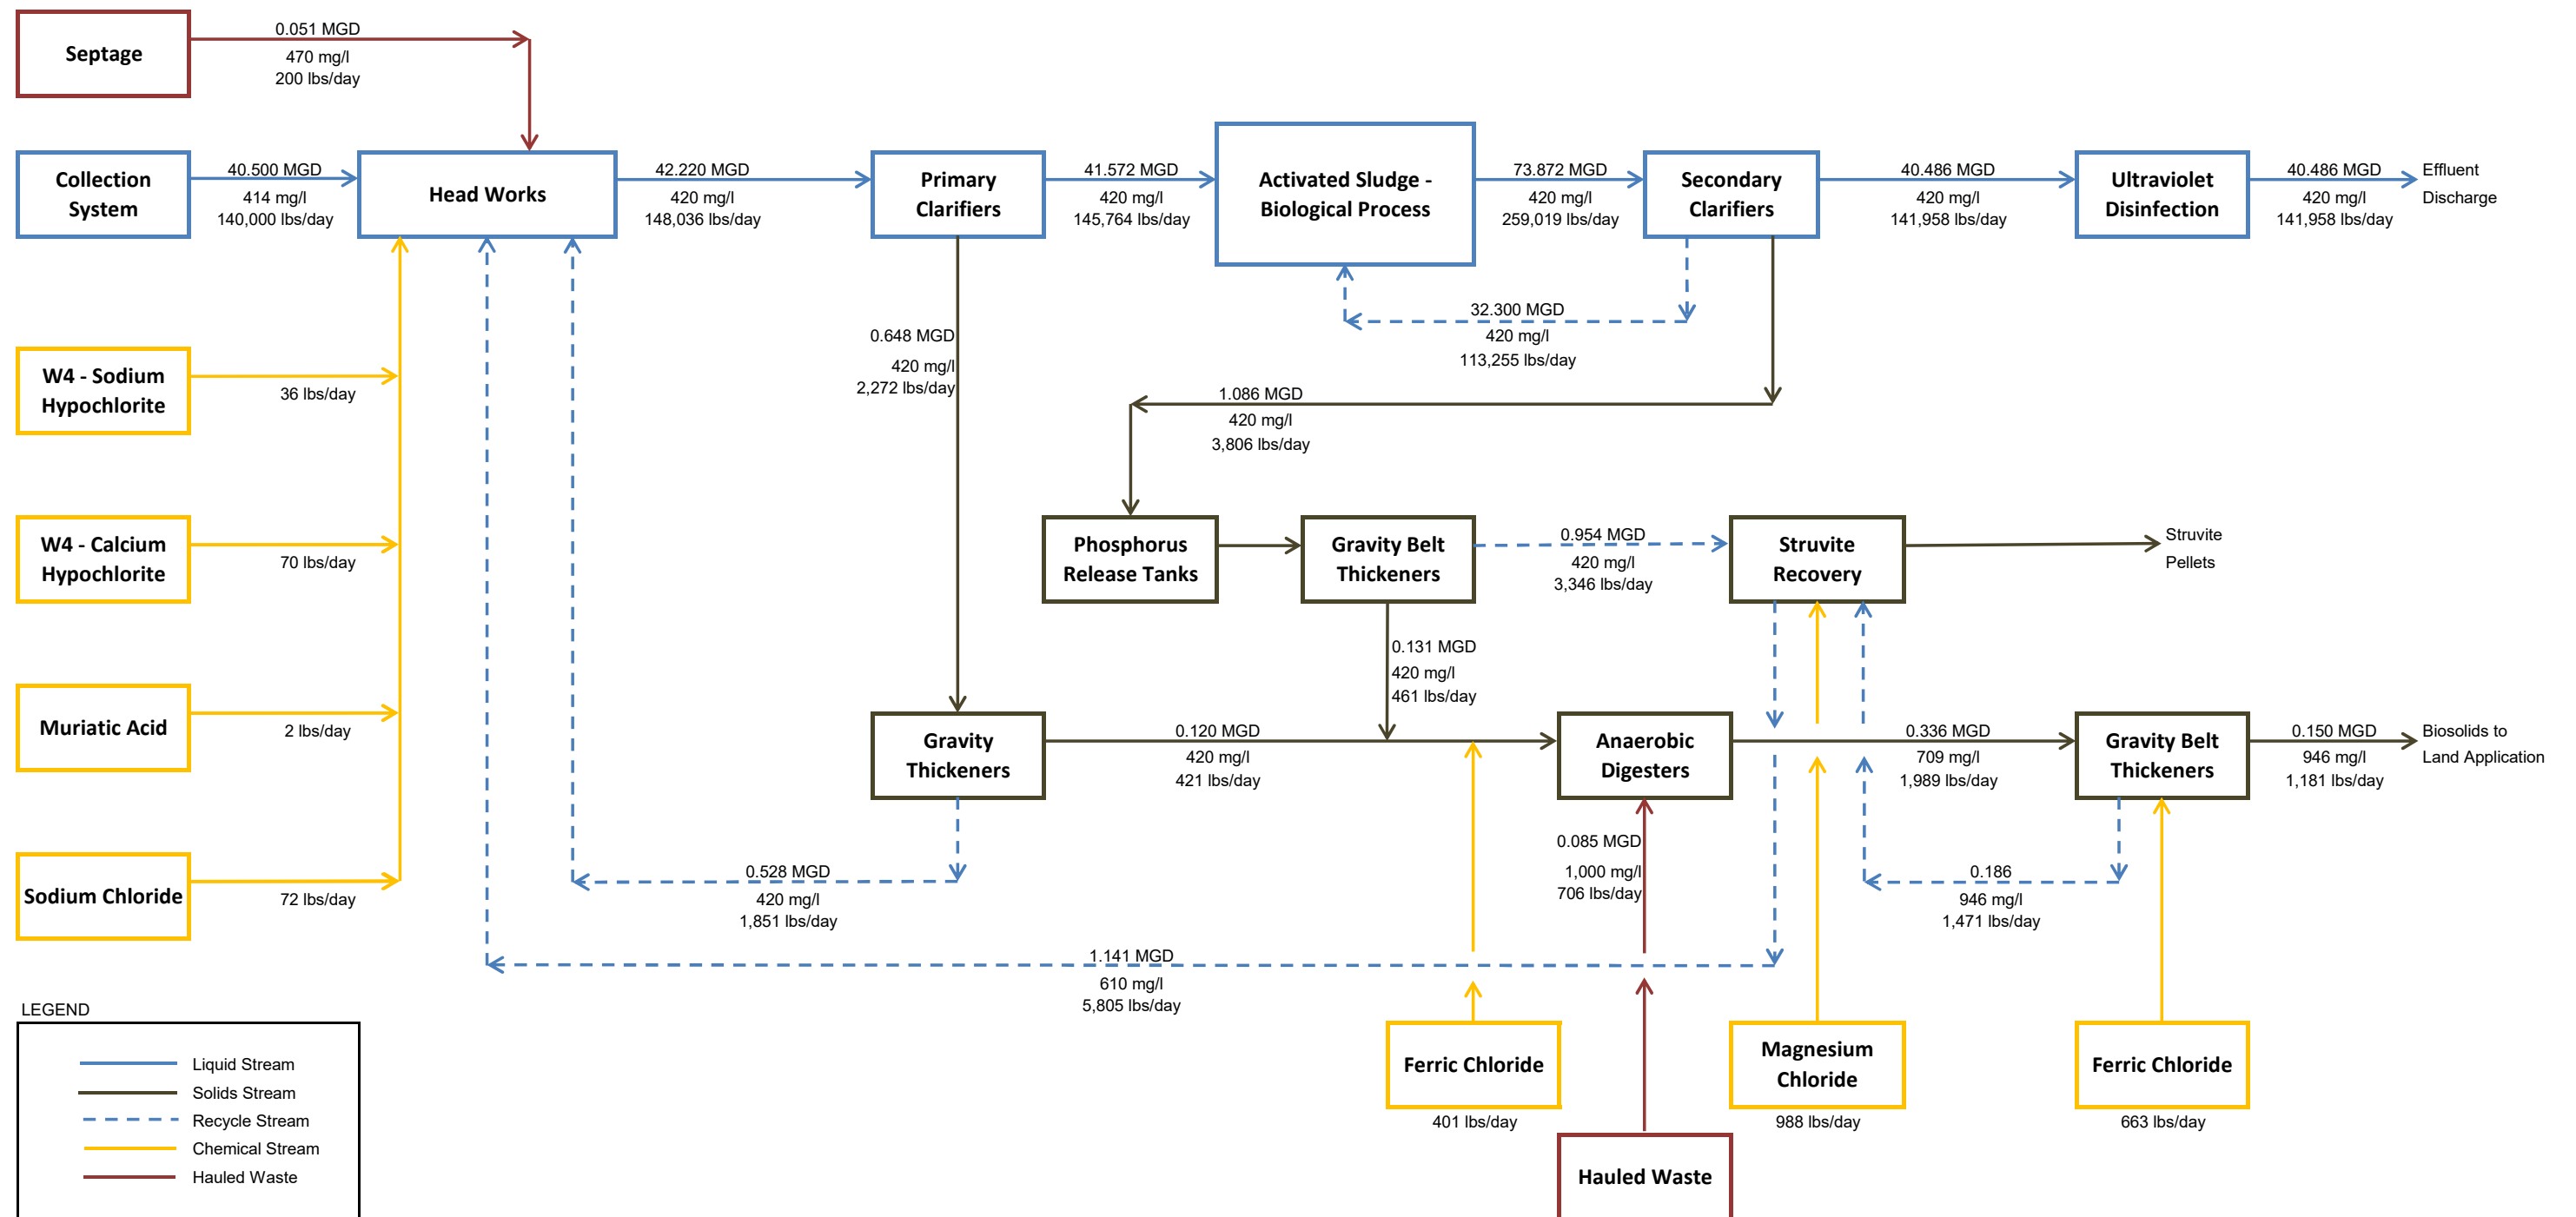 Septage
0.051 MGD
470 mg/l
200 lbs/day
Collection
System
40.500 MGD
414 mg/l
140,000 lbs/day
Head Works
42.220 MGD
420 mg/l
148,036 lbs/day
Primary
Clarifiers
41.572 MGD
420 mg/l
145,764 lbs/day
Activated Sludge -
Biological Process
73.872 MGD
420 mg/l
259,019 lbs/day
Secondary
Clarifiers
40.486 MGD
420 mg/l
141,958 lbs/day
Ultraviolet
Disinfection
40.486 MGD
420 mg/l
141,958 lbs/day
Effluent
Discharge
32.300 MGD
420 mg/l
113,255 lbs/day
0.648 MGD
420 mg/l
2,272 lbs/day
W4 - Sodium
Hypochlorite
36 lbs/day
1.086 MGD
420 mg/l
3,806 lbs/day
W4 - Calcium
Hypochlorite
70 lbs/day
Phosphorus
Release Tanks
Gravity Belt
Thickeners
0.954 MGD
420 mg/l
3,346 lbs/day
Struvite
Recovery
Struvite
Pellets
0.131 MGD
420 mg/l
461 lbs/day
Muriatic Acid
2 lbs/day
Gravity
Thickeners
0.120 MGD
420 mg/l
421 lbs/day
Anaerobic
Digesters
0.336 MGD
709 mg/l
1,989 lbs/day
Gravity Belt
Thickeners
0.150 MGD
946 mg/l
1,181 lbs/day
Biosolids to
Land Application
0.085 MGD
1,000 mg/l
706 lbs/day
Sodium Chloride
72 lbs/day
0.528 MGD
420 mg/l
1,851 lbs/day
0.186
946 mg/l
1,471 lbs/day
1.141 MGD
610 mg/l
5,805 lbs/day
Ferric Chloride
401 lbs/day
Magnesium
Chloride
988 lbs/day
Ferric Chloride
663 lbs/day
Hauled Waste
LEGEND
Liquid Stream
Solids Stream
Recycle Stream
Chemical Stream
Hauled Waste